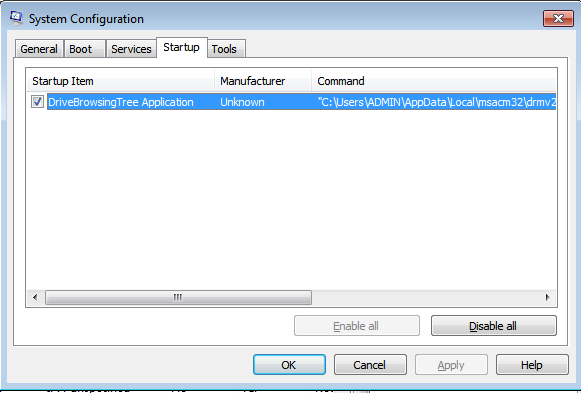 System Configuration
General Boot Services Startup Tools
Startup Item Manufacturer Command
DriveBrowsingTree Application Unknown "C:\Users\ADMIN\AppData\Local\msacm32\drmv2
Enable all Disable all
OK Cancel Apply Help